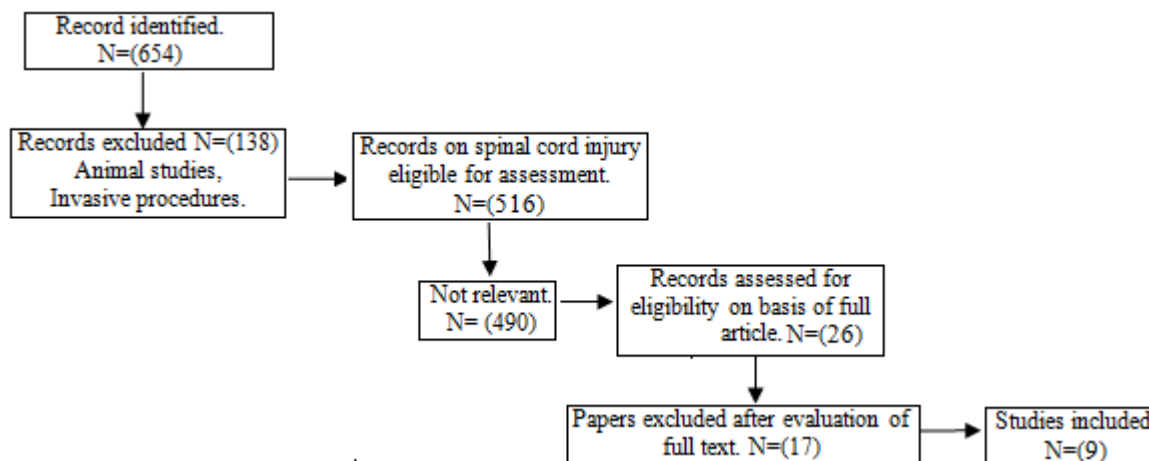 Record identified.
N=(654)
Records excluded N=(138)
Animal studies,
Invasive procedures.
Records on spinal cord injury
eligible for assessment.
N=(516)
Not relevant.
N= (490)
Records assessed for
eligibility on basis of full
article. N=(26)
Papers excluded after evaluation of
full text. N=(17)
Studies included
N=(9)